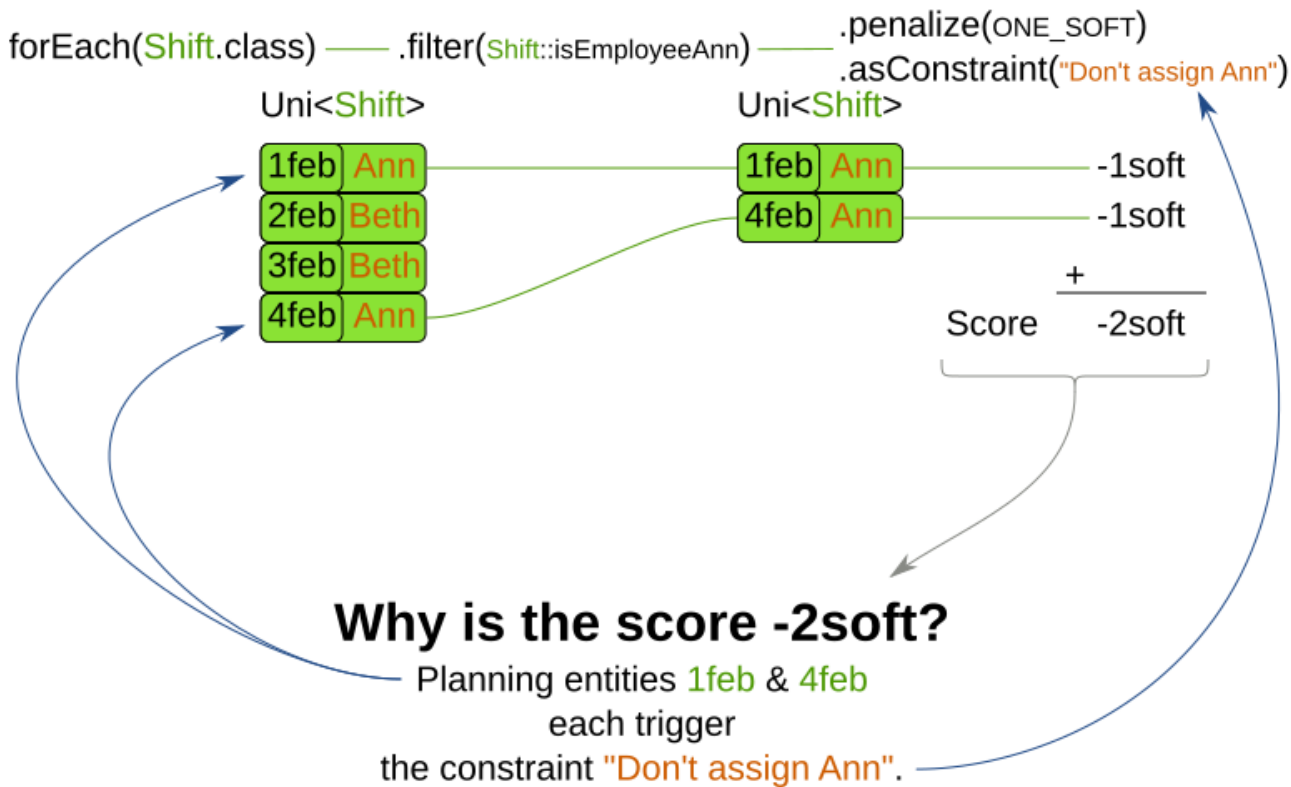 forEach(Shift.class) .filter(Shift::isEmployeeAnn) .penalize(ONE_SOFT)
.asConstraint("Don't assign Ann")
Uni<Shift> Uni<Shift>
1feb Ann 1feb Ann -1soft
2feb Beth 4feb Ann -1soft
3feb Beth +
4feb Ann Score -2soft
Why is the score -2soft?
Planning entities 1feb & 4feb
each trigger
the constraint "Don't assign Ann".